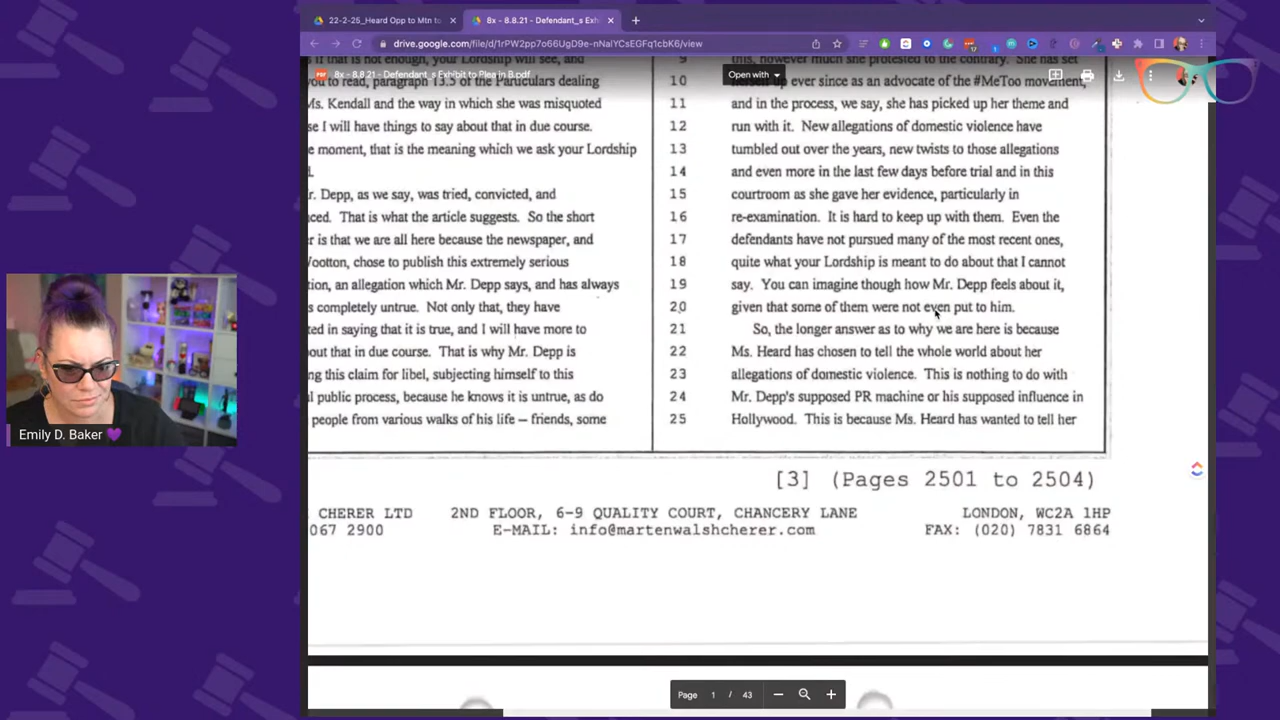 22-2-25_Heard Opp to Mtn to
8x - 8.8.21 - Defendant_s Exhi
drive.google.com/file/d/1rPW2pp7o66UgD9e-nNalYCsEGFq1cbK6/view
8x - 8.8.21 - Defendant_s Exhibit to Plea in B.pdf
Open with
s if that is not enough, your Lordship will see, and
you to read, paragraph 13.5 of the Particulars dealing
Ms. Kendall and the way in which she was misquoted
se I will have things to say about that in due course.
e moment, that is the meaning which we ask your Lordship
d.
r. Depp, as we say, was tried, convicted, and
ced. That is what the article suggests. So the short
er is that we are all here because the newspaper, and
Wootton, chose to publish this extremely serious
tion, an allegation which Mr. Depp says, and has always
s completely untrue. Not only that, they have
ted in saying that it is true, and I will have more to
out that in due course. That is why Mr. Depp is
ng this claim for libel, subjecting himself to this
l public process, because he knows it is untrue, as do
people from various walks of his life – friends, some
9 this, however much she protested to the contrary. She has set
10 herself up ever since as an advocate of the #MeToo movement,
11 and in the process, we say, she has picked up her theme and
12 run with it. New allegations of domestic violence have
13 tumbled out over the years, new twists to those allegations
14 and even more in the last few days before trial and in this
15 courtroom as she gave her evidence, particularly in
16 re-examination. It is hard to keep up with them. Even the
17 defendants have not pursued many of the most recent ones,
18 quite what your Lordship is meant to do about that I cannot
19 say. You can imagine though how Mr. Depp feels about it,
20 given that some of them were not even put to him.
21 So, the longer answer as to why we are here is because
22 Ms. Heard has chosen to tell the whole world about her
23 allegations of domestic violence. This is nothing to do with
24 Mr. Depp's supposed PR machine or his supposed influence in
25 Hollywood. This is because Ms. Heard has wanted to tell her
[3] (Pages 2501 to 2504)
CHERER LTD 2ND FLOOR, 6-9 QUALITY COURT, CHANCERY LANE LONDON, WC2A 1HP
067 2900 E-MAIL: info@martenwalshcherer.com FAX: (020) 7831 6864
Page 1 / 43
Emily D. Baker